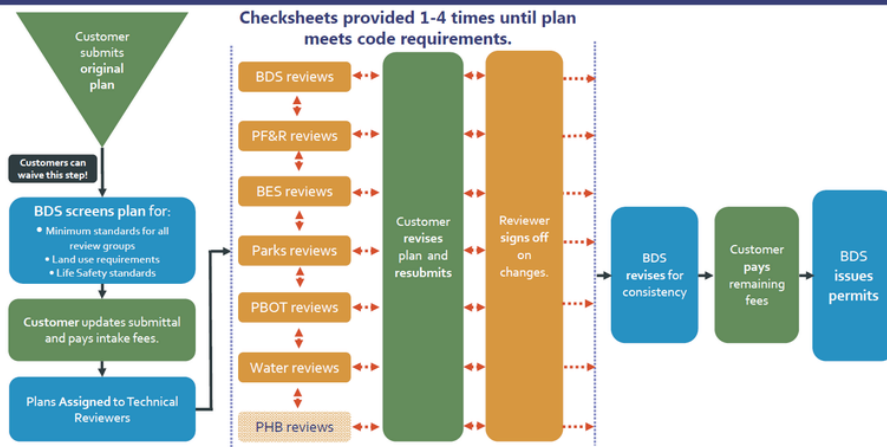 Checksheets provided 1-4 times until plan
meets code requirements.
Customer
submits
original
plan
Customers can
waive this step!
BDS screens plan for:
• Minimum standards for all
review groups
• Land use requirements
• Life Safety standards
Customer updates submittal
and pays intake fees.
Plans Assigned to Technical
Reviewers
BDS reviews
PF&R reviews
BES reviews
Parks reviews
PBOT reviews
Water reviews
PHB reviews
Customer
revises
plan and
resubmits
Reviewer
signs off
on
changes.
BDS
revises for
consistency
Customer
pays
remaining
fees
BDS
issues
permits